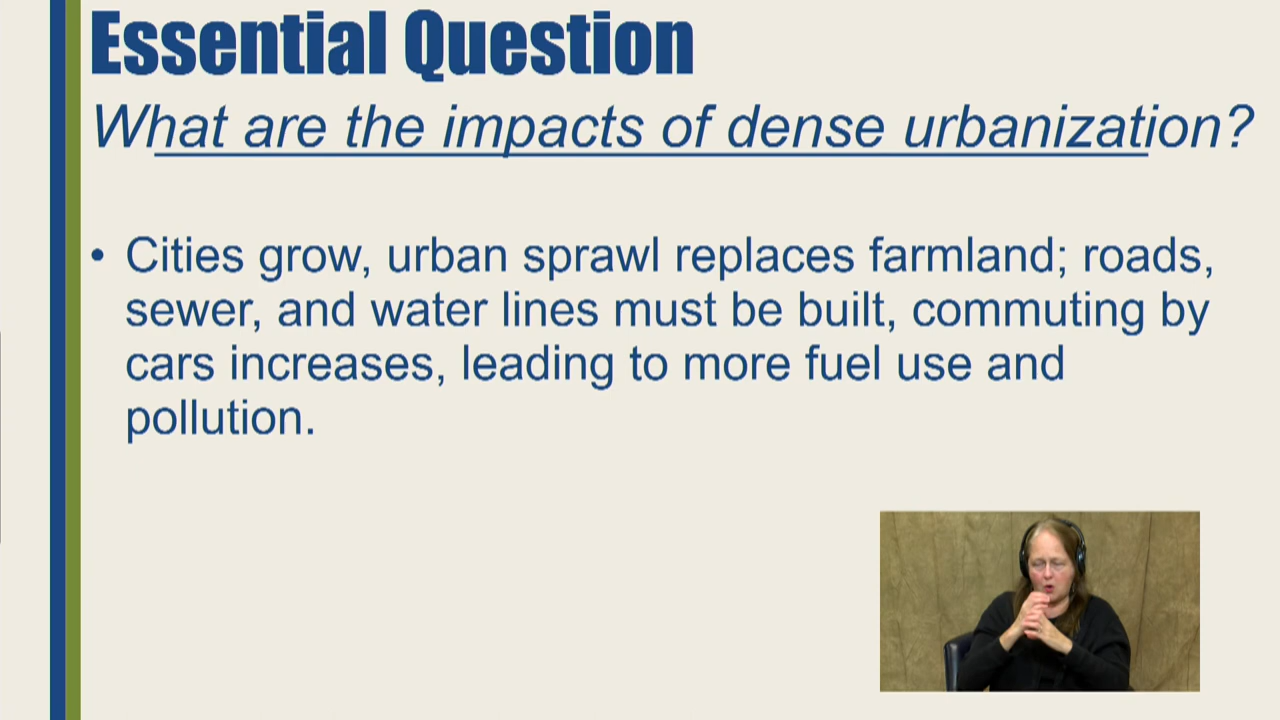 Essential Question
What are the impacts of dense urbanization?
• Cities grow, urban sprawl replaces farmland; roads,
sewer, and water lines must be built, commuting by
cars increases, leading to more fuel use and
pollution.